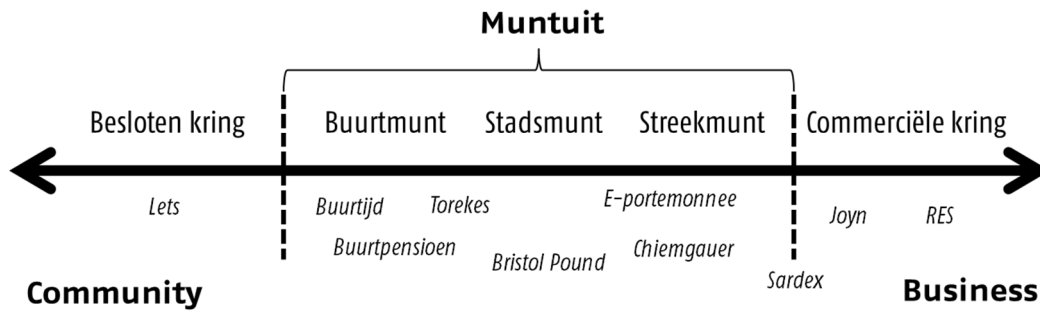 Muntuit
Besloten kring Buurtmunt Stadsmunt Streekmunt Commerciële kring
Lets Buurtijd Torekes E-portemonnee Joyn RES
Buurtpensioen Bristol Pound Chiemgauer Sardex
Community Business